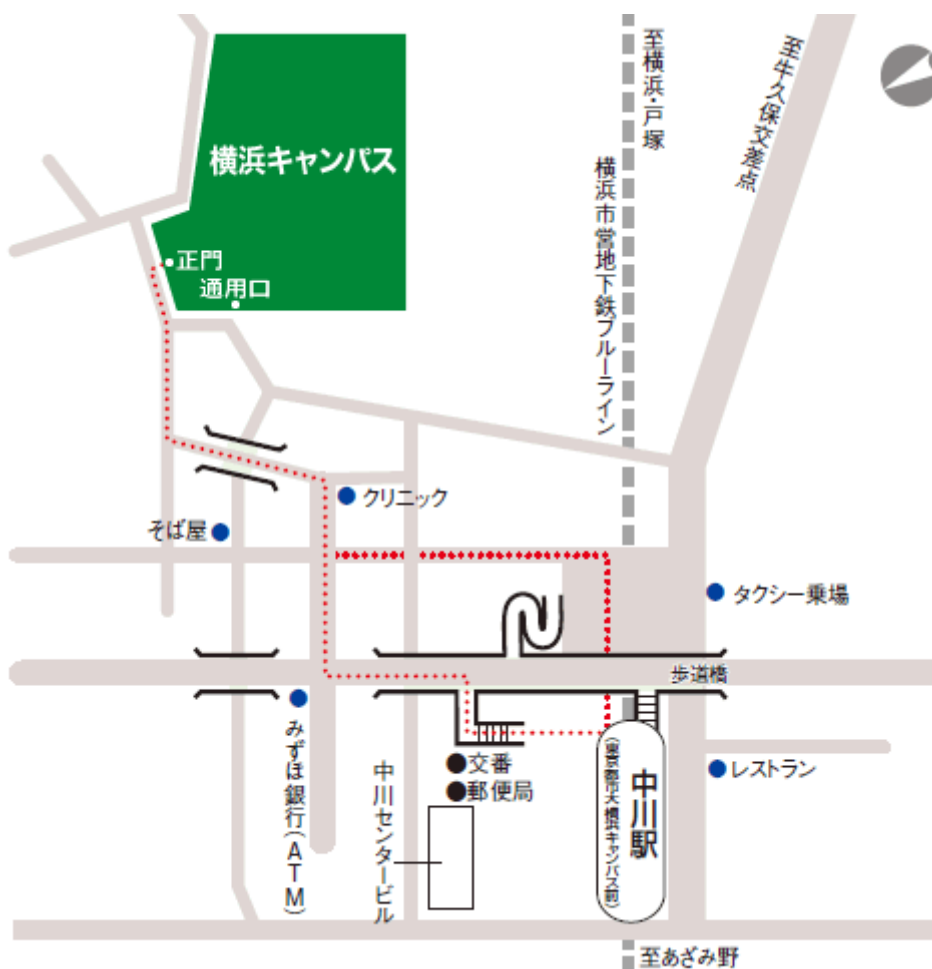 至横浜・戸塚
至牛久保交差点
横浜キャンパス
横浜市営地下鉄ブルーライン
正門
通用口
クリニック
そば屋
タクシー乗場
歩道橋
みずほ銀行(ATM)
中川センタービル
交番
郵便局
中川駅
(東京都市大 横浜キャンパス前)
レストラン
至あざみ野